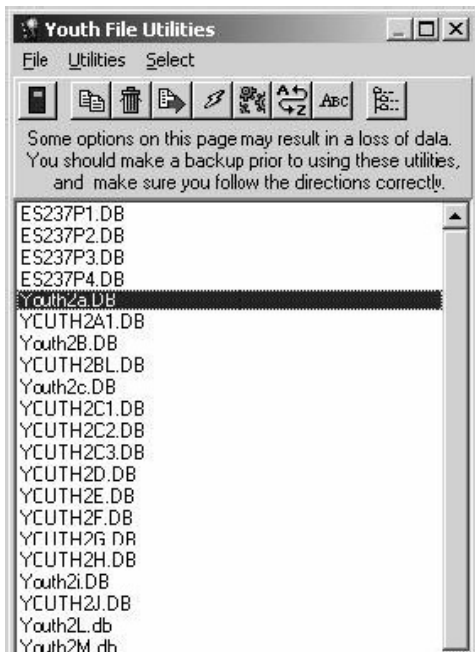 Youth File Utilities
File Utilities Select
A Z ABC
Some options on this page may result in a loss of data.
You should make a backup prior to using these utilities,
and make sure you follow the directions correctly.
ES237P1.DB
ES237P2.DB
ES237P3.DB
ES237P4.DB
Youth2a.DB
YOUTH2A1.DB
Youth2B.DB
YOUTH2BL.DB
Youth2c.DB
YOUTH2C1.DB
YOUTH2C2.DB
YOUTH2C3.DB
YOUTH2D.DB
YOUTH2E.DB
YOUTH2F.DB
YOUTH2G.DB
YOUTH2H.DB
Youth2i.DB
YOUTH2J.DB
Youth2L.db
Youth2M.db